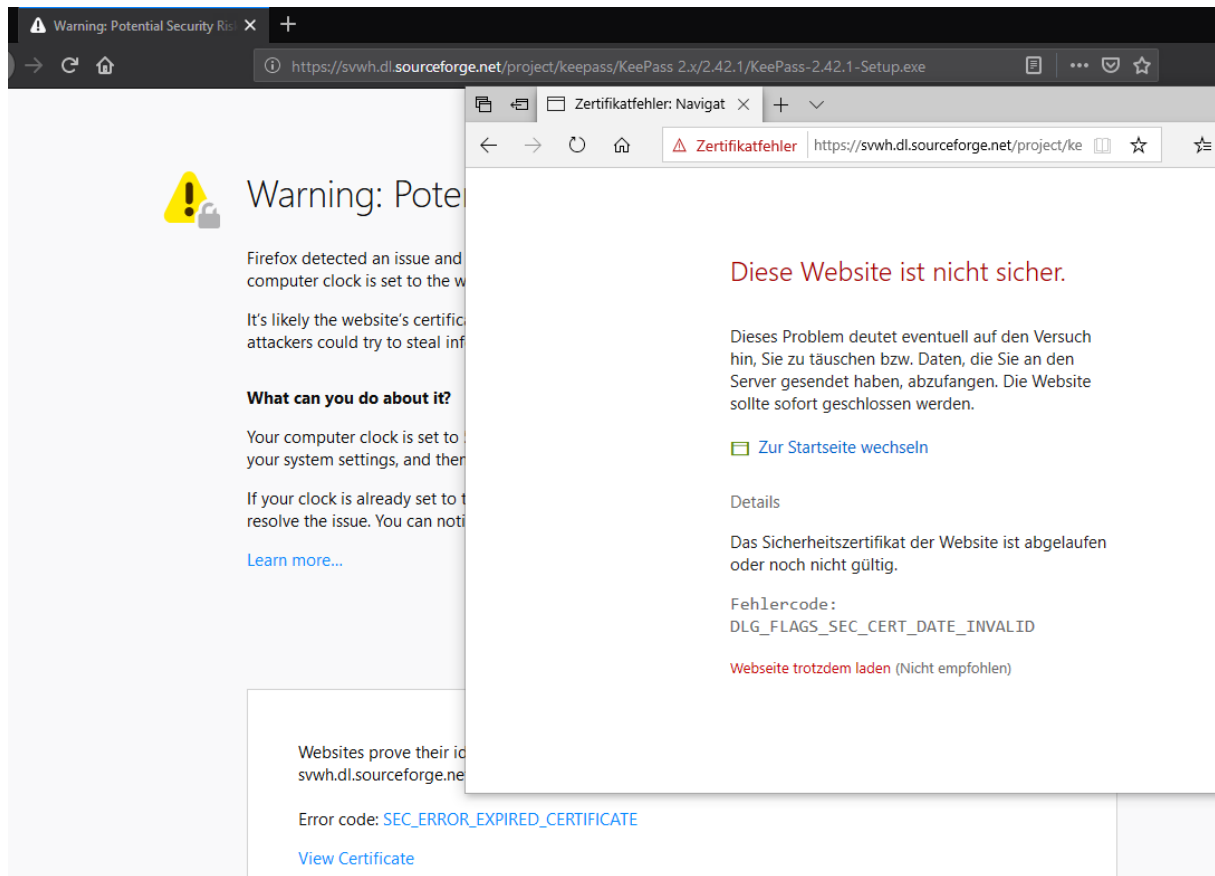 Warning: Potential Security Ris
https://svwh.dl.sourceforge.net/project/keepass/KeePass 2.x/2.42.1/KeePass-2.42.1-Setup.exe
Zertifikatfehler: Navigat
Zertifikatfehler
https://svwh.dl.sourceforge.net/project/ke
Warning: Pote
Firefox detected an issue and
computer clock is set to the w
It's likely the website's certific
attackers could try to steal inf
What can you do about it?
Your computer clock is set to
your system settings, and then
If your clock is already set to t
resolve the issue. You can noti
Learn more...
Websites prove their id
svwh.dl.sourceforge.ne
Error code: SEC_ERROR_EXPIRED_CERTIFICATE
View Certificate
Diese Website ist nicht sicher.
Dieses Problem deutet eventuell auf den Versuch
hin, Sie zu täuschen bzw. Daten, die Sie an den
Server gesendet haben, abzufangen. Die Website
sollte sofort geschlossen werden.
Zur Startseite wechseln
Details
Das Sicherheitszertifikat der Website ist abgelaufen
oder noch nicht gültig.
Fehlercode:
DLG_FLAGS_SEC_CERT_DATE_INVALID
Webseite trotzdem laden (Nicht empfohlen)